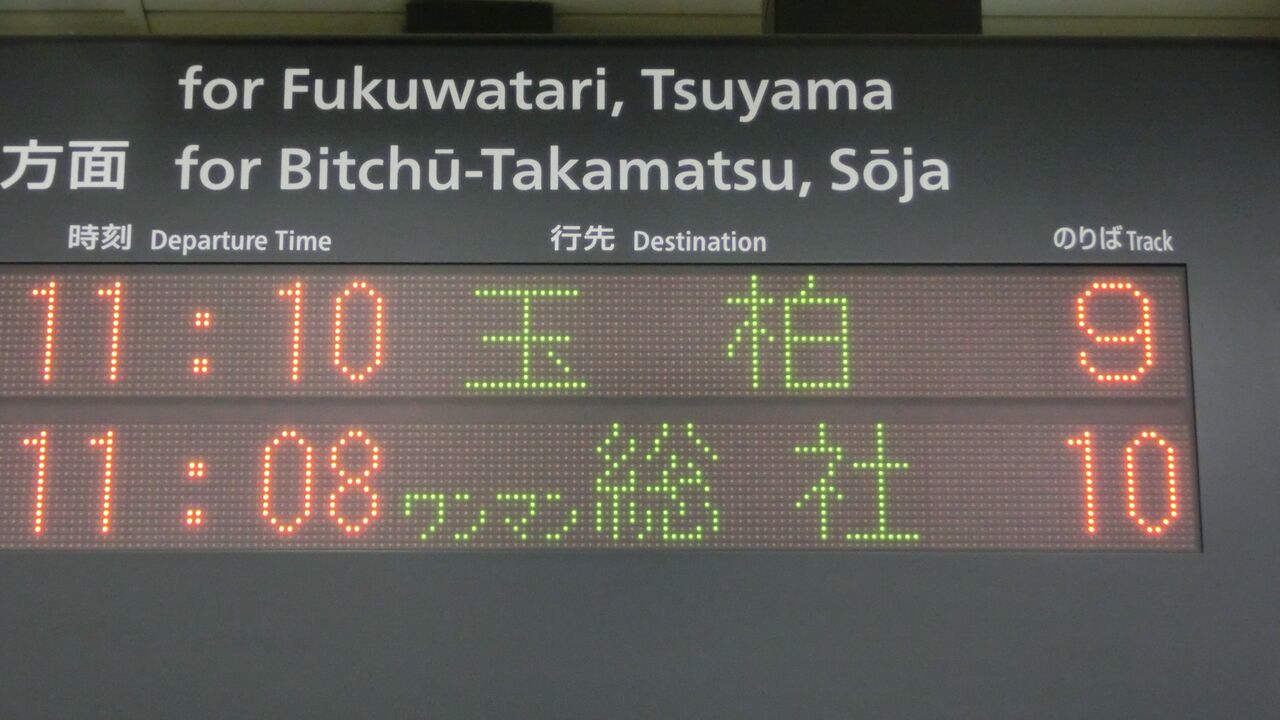 for Fukuwatari, Tsuyama
方面 for Bitchū-Takamatsu, Sōja
時刻 Departure Time 行先 Destination のりば Track
11:10 玉柏 9
11:08 ワンマン 総社 10